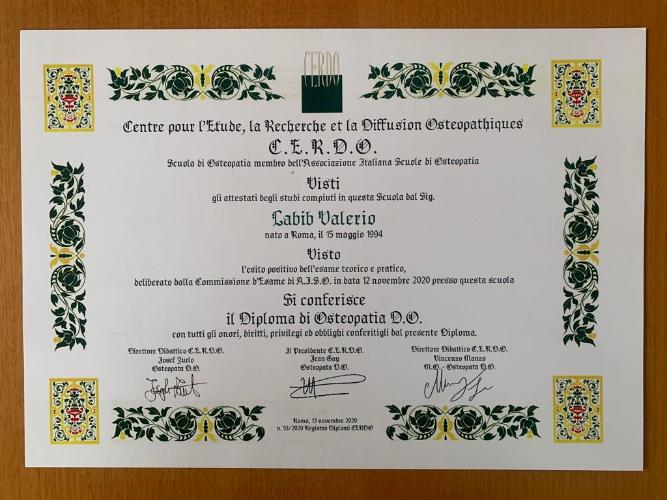 CERDO
Centre pour l'Etude, la Recherche et la Diffusion Osteopathiques
C.E.R.D.O.
Scuola di Osteopatia membro dell'Associazione Italiana Scuole di Osteopatia
Visti
gli attestati degli studi compiuti in questa Scuola dal Sig.
Labib Valerio
nato a Roma, il 15 maggio 1994
Visto
l'esito positivo dell'esame teorico e pratico,
deliberato dalla Commissione d'Esame di A.I.S.O. in data 12 novembre 2020 presso questa scuola
Si conferisce
il Diploma di Osteopatia D.O.
con tutti gli onori, diritti, privilegi ed obblighi conferitigli dal presente Diploma.
Direttore Didattico C.E.R.D.O.
Josef Zurlo
Osteopata D.O.
Il Presidente C.E.R.D.O.
Jean Gay
Osteopata D.O.
Direttore Didattico C.E.R.D.O.
Vincenzo Manzo
M.O. - Osteopata D.O.
Roma, 13 novembre 2020
n. 53/2020 Registro Diplomi CERDO